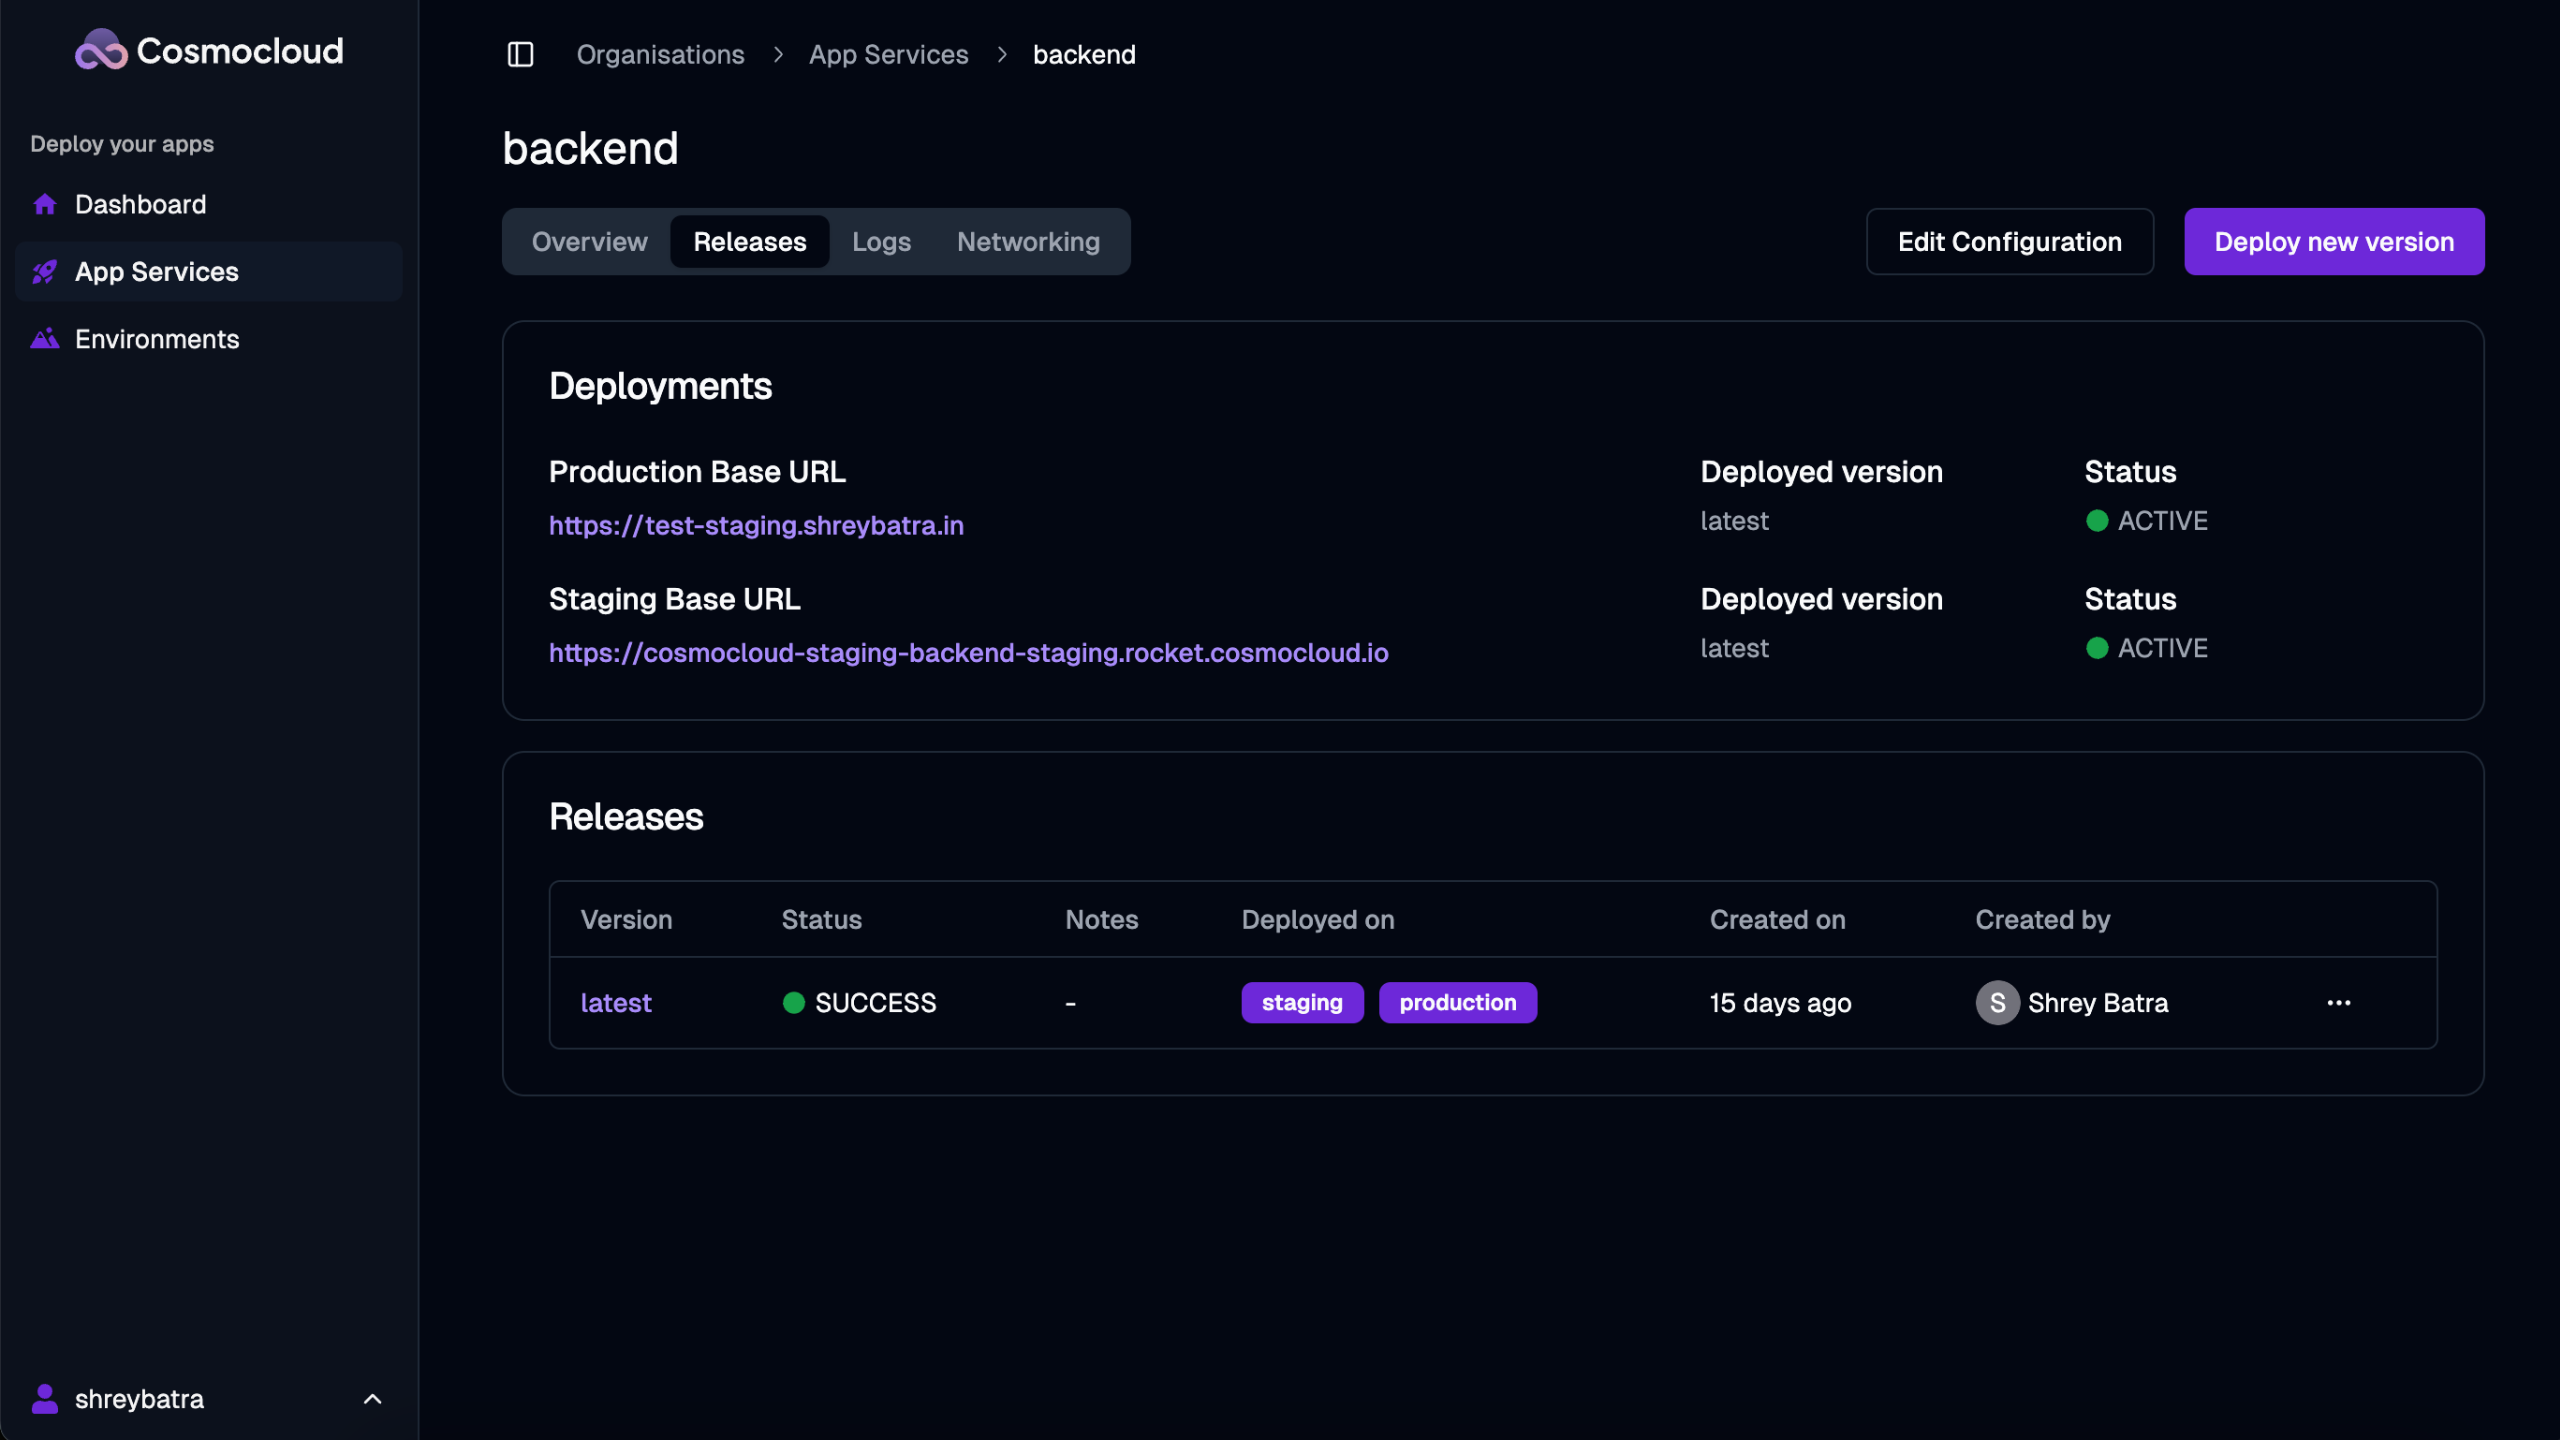 Cosmocloud
Deploy your apps
Dashboard
App Services
Environments
shreybatra
Organisations > App Services > backend
backend
Overview Releases Logs Networking
Edit Configuration Deploy new version
Deployments
Production Base URL Deployed version Status
https://test-staging.shreybatra.in latest ACTIVE
Staging Base URL Deployed version Status
https://cosmocloud-staging-backend-staging.rocket.cosmocloud.io latest ACTIVE
Releases
Version Status Notes Deployed on Created on Created by
latest SUCCESS - staging production 15 days ago S Shrey Batra ...